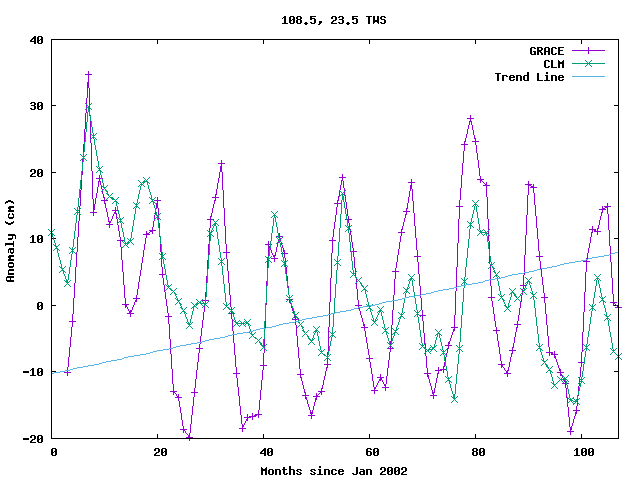 108.5, 23.5 TWS
GRACE
CLM
Trend Line
Anomaly (cm)
40
30
20
10
0
-10
-20
0 20 40 60 80 100
Months since Jan 2002